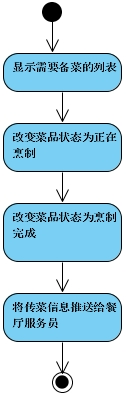 显示需要备菜的列表
改变菜品状态为正在
烹制
改变菜品状态为烹制
完成
将传菜信息推送给餐
厅服务员